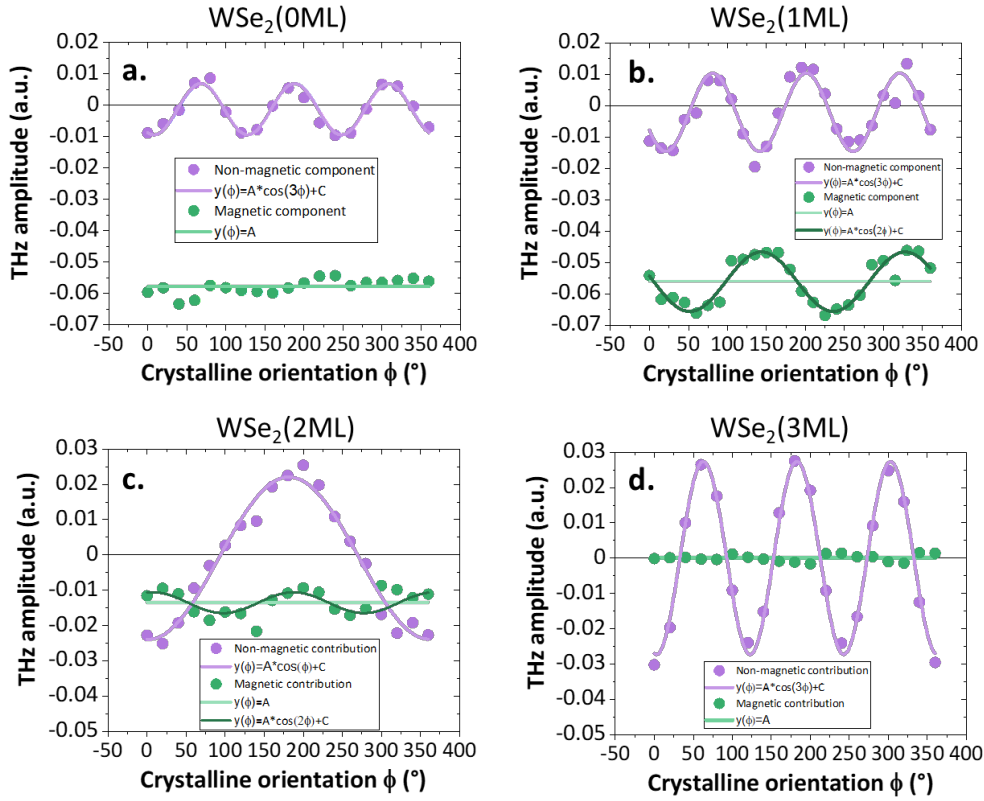 WSe₂(0ML)
a.
THz amplitude (a.u.)
0.02
0.01
0
-0.01
-0.02
-0.03
-0.04
-0.05
-0.06
-0.07
Non-magnetic component
y(ϕ)=A*cos(3ϕ)+C
Magnetic component
y(ϕ)=A
-50 0 50 100 150 200 250 300 350 400
Crystalline orientation ϕ (°)
WSe₂(1ML)
b.
THz amplitude (a.u.)
0.02
0.01
0
-0.01
-0.02
-0.03
-0.04
-0.05
-0.06
-0.07
Non-magnetic component
y(ϕ)=A*cos(3ϕ)+C
Magnetic component
y(ϕ)=A
y(ϕ)=A*cos(2ϕ)+C
-50 0 50 100 150 200 250 300 350 400
Crystalline orientation ϕ (°)
WSe₂(2ML)
c.
THz amplitude (a.u.)
0.03
0.02
0.01
0
-0.01
-0.02
-0.03
-0.04
-0.05
Non-magnetic contribution
y(ϕ)=A*cos(ϕ)+C
Magnetic contribution
y(ϕ)=A
y(ϕ)=A*cos(2ϕ)+C
-50 0 50 100 150 200 250 300 350 400
Crystalline orientation ϕ (°)
WSe₂(3ML)
d.
THz amplitude (a.u.)
0.03
0.02
0.01
0
-0.01
-0.02
-0.03
-0.04
-0.05
Non-magnetic contribution
y(ϕ)=A*cos(3ϕ)+C
Magnetic contribution
y(ϕ)=A
-50 0 50 100 150 200 250 300 350 400
Crystalline orientation ϕ (°)